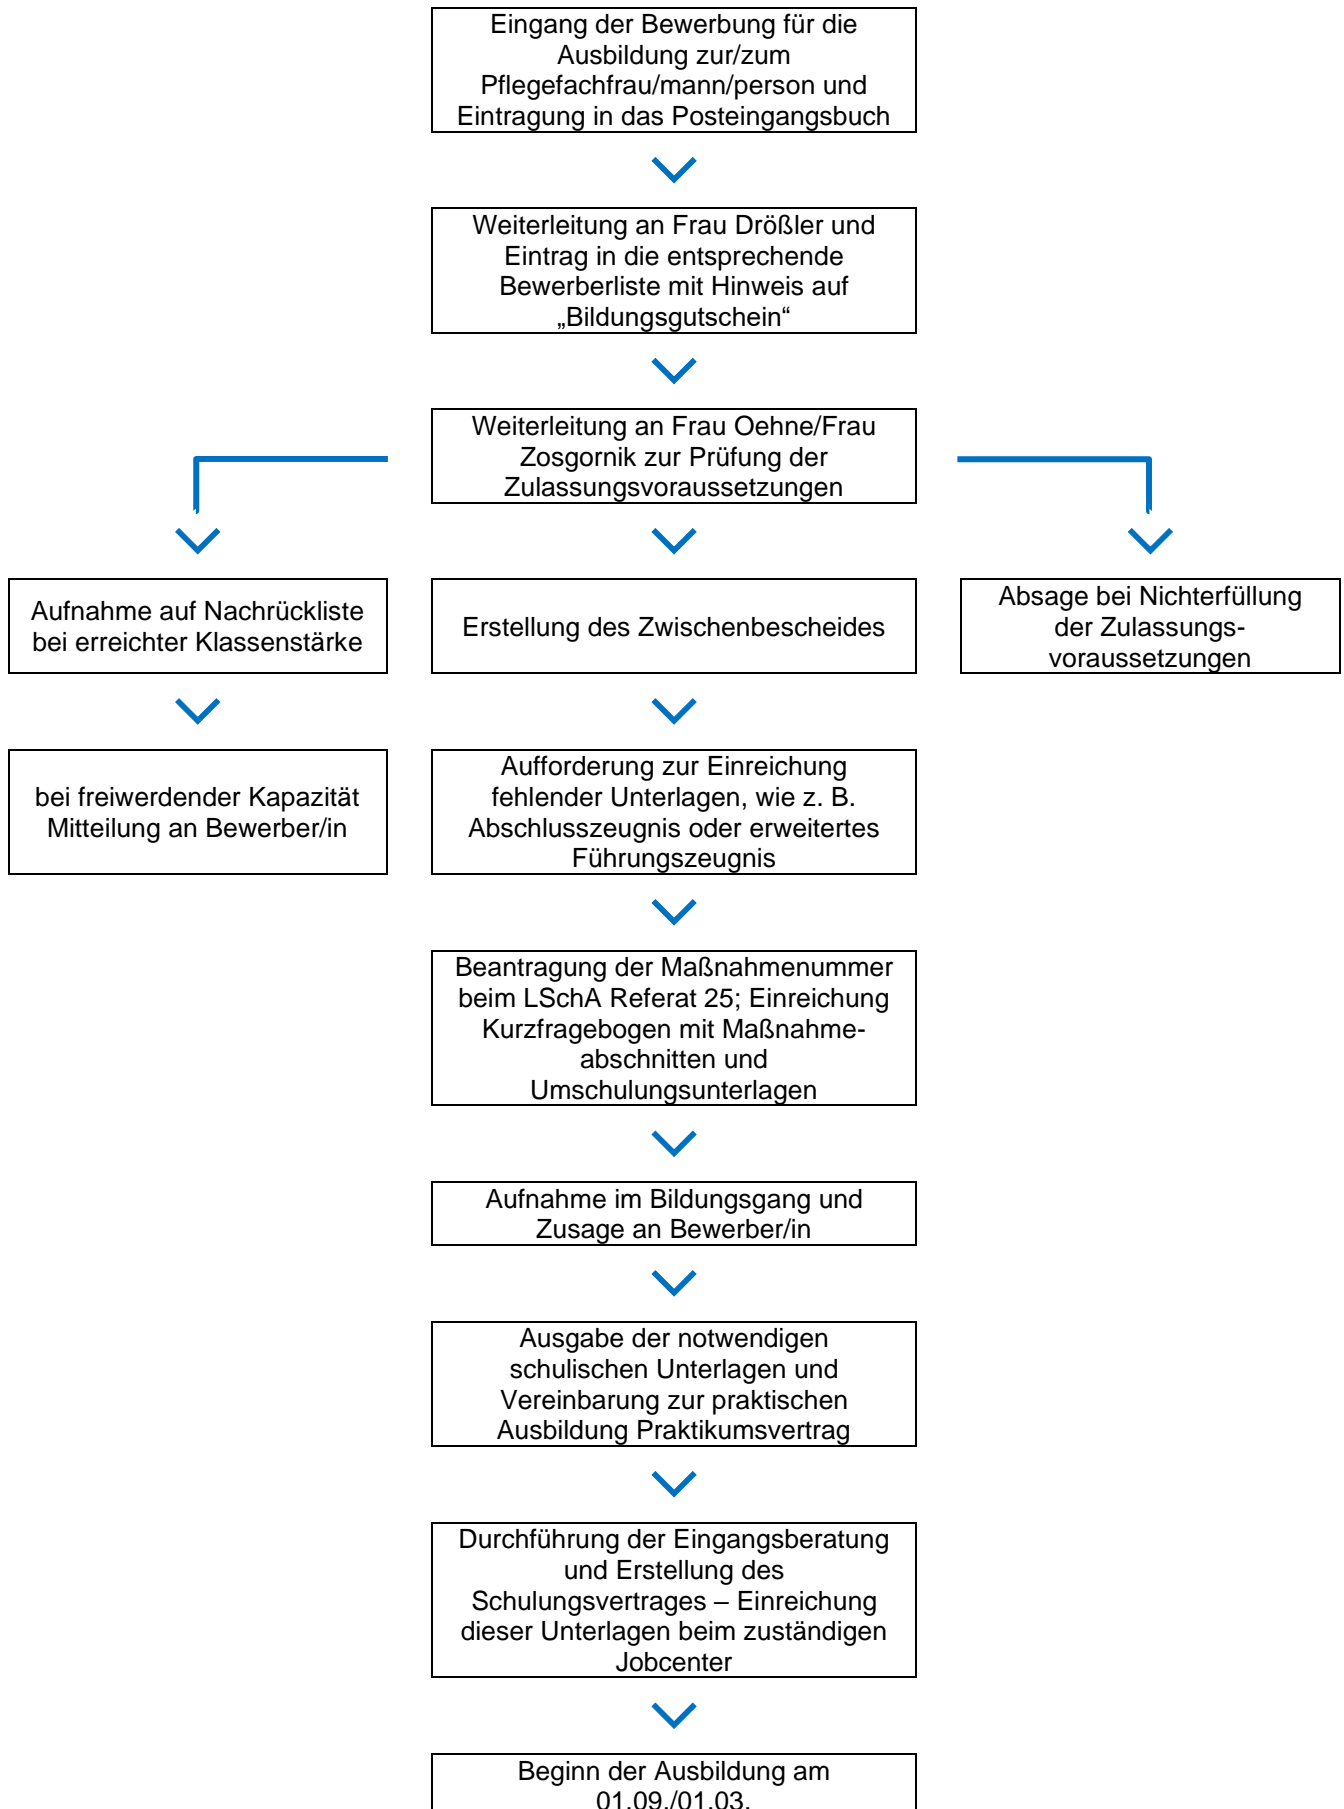 Eingang der Bewerbung für die
Ausbildung zur/zum
Pflegefachfrau/mann/person und
Eintragung in das Posteingangsbuch
Weiterleitung an Frau Drößler und
Eintrag in die entsprechende
Bewerberliste mit Hinweis auf
„Bildungsgutschein“
Weiterleitung an Frau Oehne/Frau
Zosgornik zur Prüfung der
Zulassungsvoraussetzungen
Aufnahme auf Nachrückliste
bei erreichter Klassenstärke
Erstellung des Zwischenbescheides
Absage bei Nichterfüllung
der Zulassungs-
voraussetzungen
bei freiwerdender Kapazität
Mitteilung an Bewerber/in
Aufforderung zur Einreichung
fehlender Unterlagen, wie z. B.
Abschlusszeugnis oder erweitertes
Führungszeugnis
Beantragung der Maßnahmenummer
beim LSchA Referat 25; Einreichung
Kurzfragebogen mit Maßnahme-
abschnitten und
Umschulungsunterlagen
Aufnahme im Bildungsgang und
Zusage an Bewerber/in
Ausgabe der notwendigen
schulischen Unterlagen und
Vereinbarung zur praktischen
Ausbildung Praktikumsvertrag
Durchführung der Eingangsberatung
und Erstellung des
Schulungsvertrages – Einreichung
dieser Unterlagen beim zuständigen
Jobcenter
Beginn der Ausbildung am
01.09./01.03.